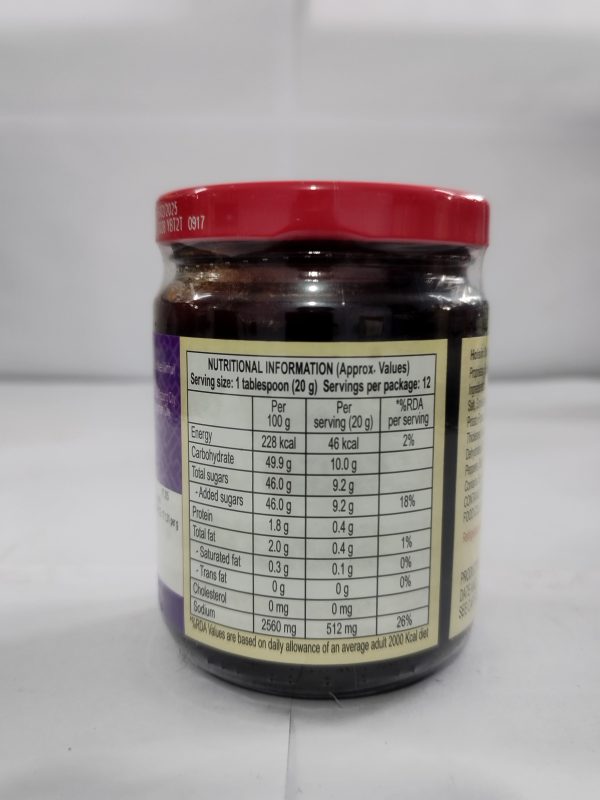 /2025
YBT2T 0917
NUTRITIONAL INFORMATION (Approx. Values)
Serving size: 1 tablespoon (20 g) Servings per package: 12
Per 100 g Per serving (20 g) *%RDA per serving
Energy 228 kcal 46 kcal 2%
Carbohydrate 49.9 g 10.0 g
Total sugars 46.0 g 9.2 g
- Added sugars 46.0 g 9.2 g 18%
Protein 1.8 g 0.4 g
Total fat 2.0 g 0.4 g 1%
- Saturated fat 0.3 g 0.1 g 0%
- Trans fat 0 g 0 g 0%
Cholesterol 0 mg 0 mg
Sodium 2560 mg 512 mg 26%
*%RDA Values are based on daily allowance of an average adult 2000 Kcal diet